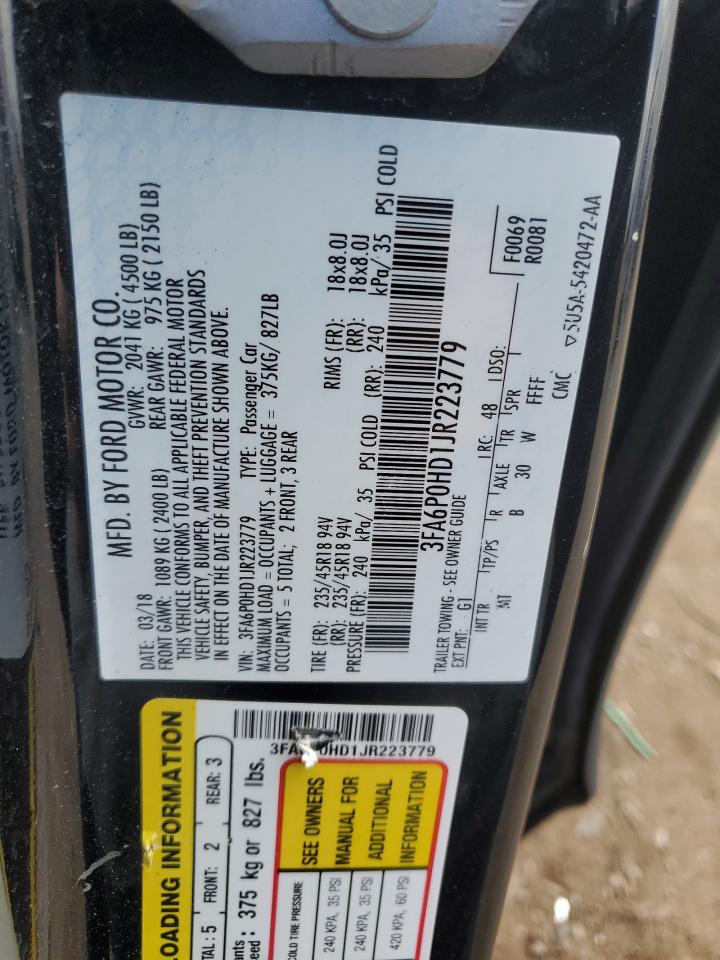 MFD. BY FORD MOTOR CO.
DATE: 03/18 GVWR: 2041 KG ( 4500 LB)
FRONT GAWR: 1089 KG ( 2400 LB) REAR GAWR: 975 KG ( 2150 LB)
THIS VEHICLE CONFORMS TO ALL APPLICABLE FEDERAL MOTOR
VEHICLE SAFETY, BUMPER, AND THEFT PREVENTION STANDARDS
IN EFFECT ON THE DATE OF MANUFACTURE SHOWN ABOVE.
VIN: 3FA6P0HD1JR223779 TYPE: Passenger Car
MAXIMUM LOAD = OCCUPANTS + LUGGAGE = 375KG/ 827LB
OCCUPANTS = 5 TOTAL; 2 FRONT, 3 REAR
TIRE (FR): 235/45R18 94V RIMS (FR): 18x8.0J
(RR): 235/45R18 94V (RR): 18x8.0J
PRESSURE (FR): 240 kPa/ 35 PSI COLD (RR): 240 kPa/ 35 PSI COLD
3FA6P0HD1JR223779
TRAILER TOWING - SEE OWNER GUIDE
EXT PNT: G1 RC: 48 DSO: F0069
R0081
INT TR TP/PS R AXLE TR SPR
MT B 30 W FFFF
CMC ▽5U5A-5420472-AA
LOADING INFORMATION
TAL: 5 FRONT: 2 REAR: 3
ants :
eed : 375 kg or 827 lbs.
3FA 0HD1JR223779
COLD TIRE PRESSURE
240 KPA, 35 PSI
240 KPA, 35 PSI
420 KPA, 60 PSI
SEE OWNERS
MANUAL FOR
ADDITIONAL
INFORMATION